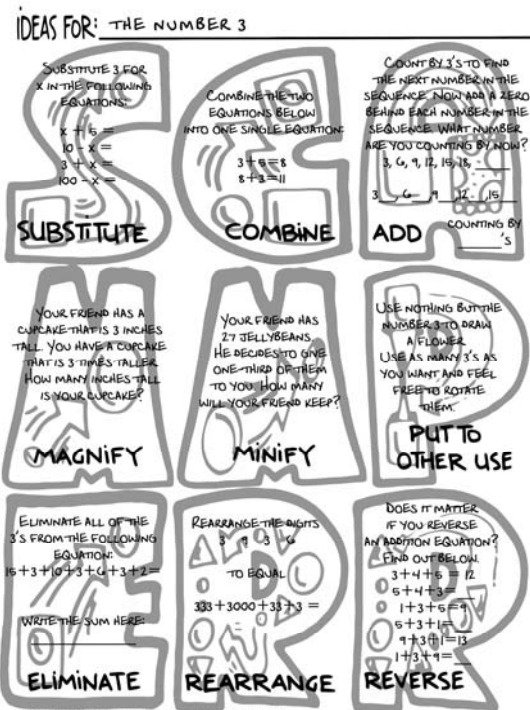 IDEAS FOR: THE NUMBER 3
SUBSTITUTE 3 FOR
X IN THE FOLLOWING
EQUATIONS:
X + 5 =
10 - X =
3 + X =
100 - X =
SUBSTITUTE
COMBINE THE TWO
EQUATIONS BELOW
INTO ONE SINGLE EQUATION:
3+5=8
8+3=11
COMBINE
COUNT BY 3'S TO FIND
THE NEXT NUMBER IN THE
SEQUENCE. NOW ADD A ZERO
BEHIND EACH NUMBER IN THE
SEQUENCE. WHAT NUMBER
ARE YOU COUNTING BY NOW?
3, 6, 9, 12, 15, 18, ___
3__, 6__, 9__, 12__, 15__
COUNTING BY
______'S
ADD
YOUR FRIEND HAS A
CUPCAKE THAT IS 3 INCHES
TALL. YOU HAVE A CUPCAKE
THAT IS 3 TIMES TALLER.
HOW MANY INCHES TALL
IS YOUR CUPCAKE?
MAGNIFY
YOUR FRIEND HAS
27 JELLYBEANS.
HE DECIDES TO GIVE
ONE-THIRD OF THEM
TO YOU. HOW MANY
WILL YOUR FRIEND KEEP?
MINIFY
USE NOTHING BUT THE
NUMBER 3 TO DRAW
A FLOWER.
USE AS MANY 3'S AS
YOU WANT AND FEEL
FREE TO ROTATE
THEM.
PUT TO
OTHER USE
ELIMINATE ALL OF THE
3'S FROM THE FOLLOWING
EQUATION:
15+3+10+3+6+3+2=
WRITE THE SUM HERE:
ELIMINATE
REARRANGE THE DIGITS
3 9 3 6
TO EQUAL
333+3000+33+3 =
REARRANGE
DOES IT MATTER
IF YOU REVERSE
AN ADDITION EQUATION?
FIND OUT BELOW.
3+4+5 = 12
5+4+3= __
1+3+5=9
5+3+1= __
9+3+1=13
1+3+9= __
REVERSE